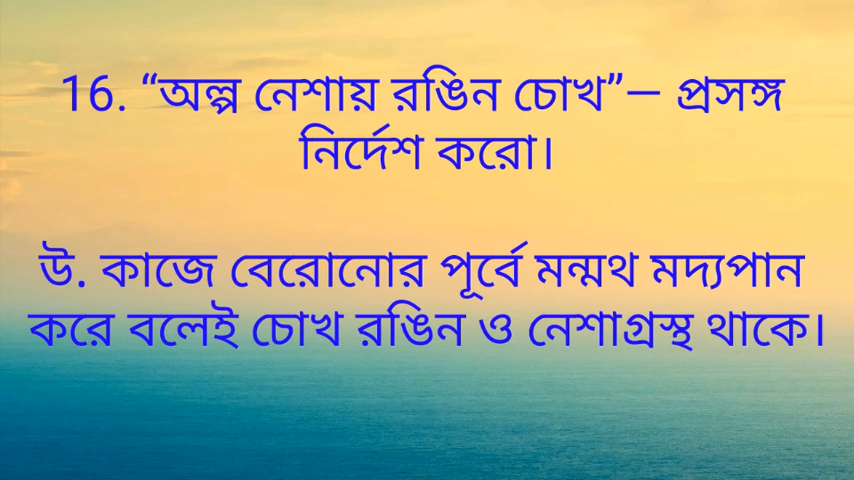 16. “অল্প নেশায় রঙিন চোখ”— প্রসঙ্গ
নির্দেশ করো।
উ. কাজে বেরোনোর পূর্বে মন্মথ মদ্যপান
করে বলেই চোখ রঙিন ও নেশাগ্রস্থ থাকে।